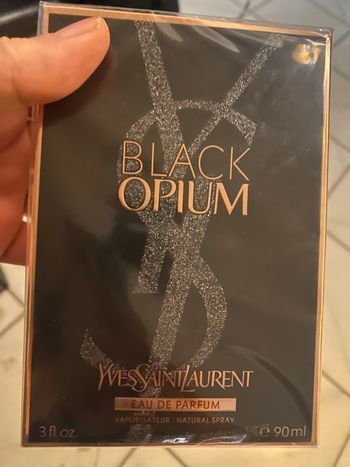 BLACK
OPIUM
YVESSAINTLAURENT
EAU DE PARFUM
VAPORISATEUR - NATURAL SPRAY
3 fl.oz. e 90ml